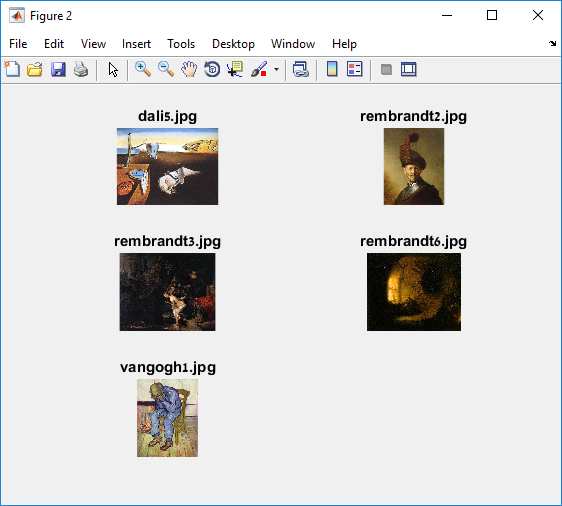 Figure 2
File Edit View Insert Tools Desktop Window Help
dali5.jpg rembrandt2.jpg
rembrandt3.jpg rembrandt6.jpg
vangogh1.jpg